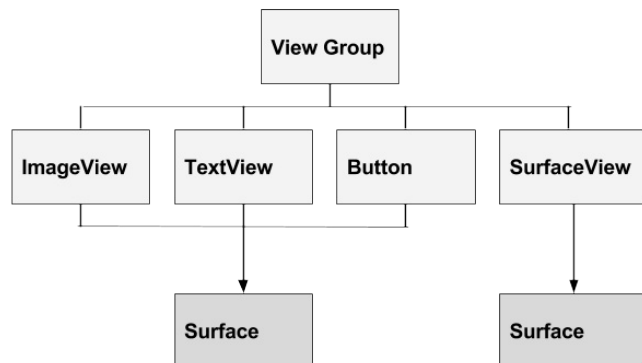 View Group
ImageView
TextView
Button
SurfaceView
Surface
Surface